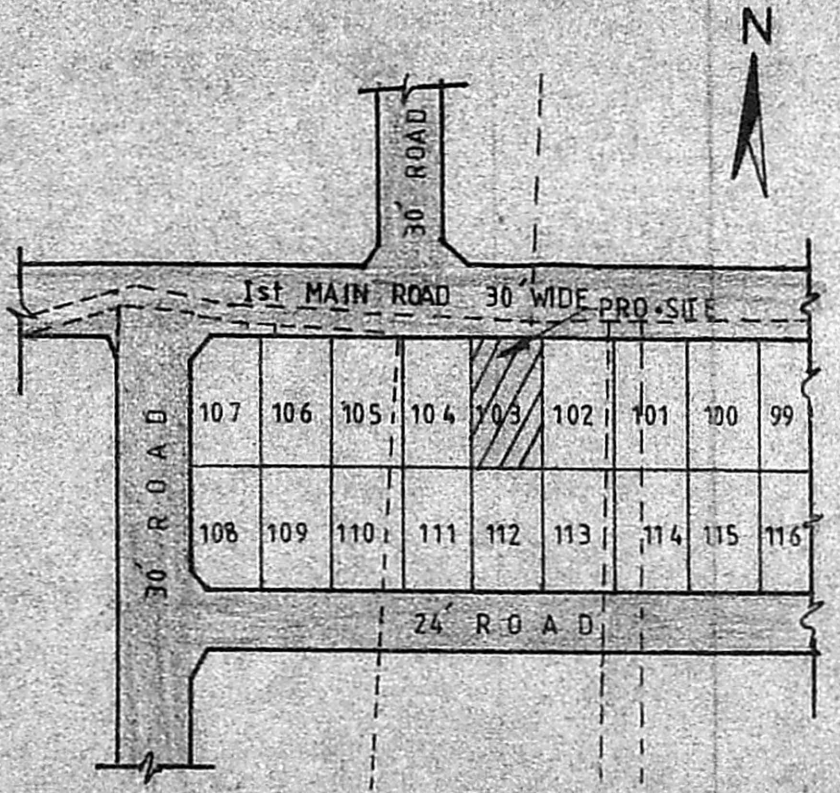 N
30' ROAD
Ist MAIN ROAD 30' WIDE
PRO·SITE
107 106 105 104 103 102 101 100 99
30' ROAD
108 109 110 111 112 113 114 115 116
24' ROAD